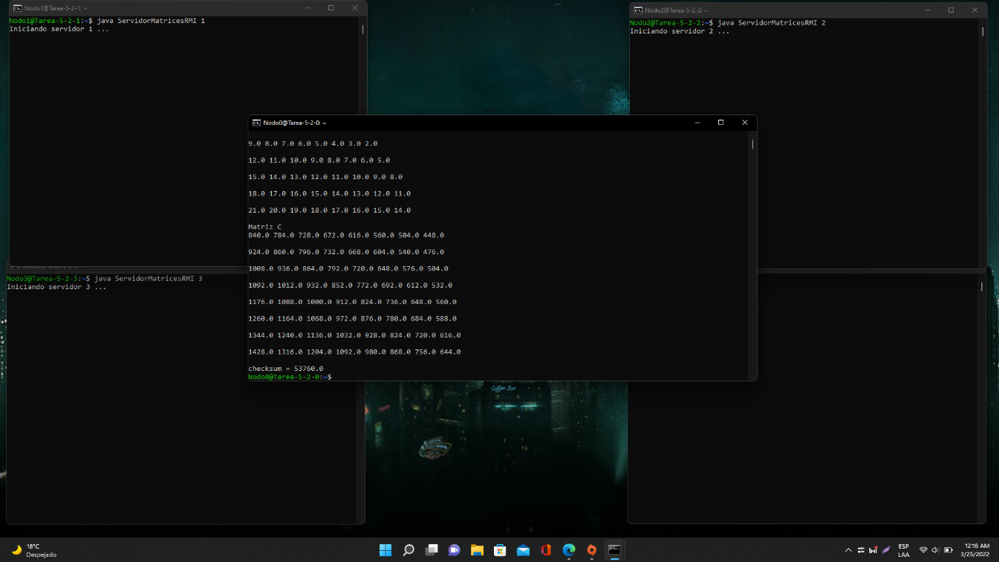 Nodo1@Tarea-5-2-1: ~
Nodo1@Tarea-5-2-1:~$ java ServidorMatricesRMI 1
Iniciando servidor 1 ...
Nodo2@Tarea-5-2-2: ~
Nodo2@Tarea-5-2-2:~$ java ServidorMatricesRMI 2
Iniciando servidor 2 ...
Nodo0@Tarea-5-2-0: ~
9.0 8.0 7.0 6.0 5.0 4.0 3.0 2.0
12.0 11.0 10.0 9.0 8.0 7.0 6.0 5.0
15.0 14.0 13.0 12.0 11.0 10.0 9.0 8.0
18.0 17.0 16.0 15.0 14.0 13.0 12.0 11.0
21.0 20.0 19.0 18.0 17.0 16.0 15.0 14.0
Matriz C
840.0 784.0 728.0 672.0 616.0 560.0 504.0 448.0
924.0 860.0 796.0 732.0 668.0 604.0 540.0 476.0
1008.0 936.0 864.0 792.0 720.0 648.0 576.0 504.0
1092.0 1012.0 932.0 852.0 772.0 692.0 612.0 532.0
1176.0 1088.0 1000.0 912.0 824.0 736.0 648.0 560.0
1260.0 1164.0 1068.0 972.0 876.0 780.0 684.0 588.0
1344.0 1240.0 1136.0 1032.0 928.0 824.0 720.0 616.0
1428.0 1316.0 1204.0 1092.0 980.0 868.0 756.0 644.0
checksum = 53760.0
Nodo0@Tarea-5-2-0:~$
Nodo3@Tarea-5-2-3: ~
Nodo3@Tarea-5-2-3:~$ java ServidorMatricesRMI 3
Iniciando servidor 3 ...
Coffee Box
THEATRE
18°C
Despejado
ESP
LAA
12:18 AM
3/25/2022